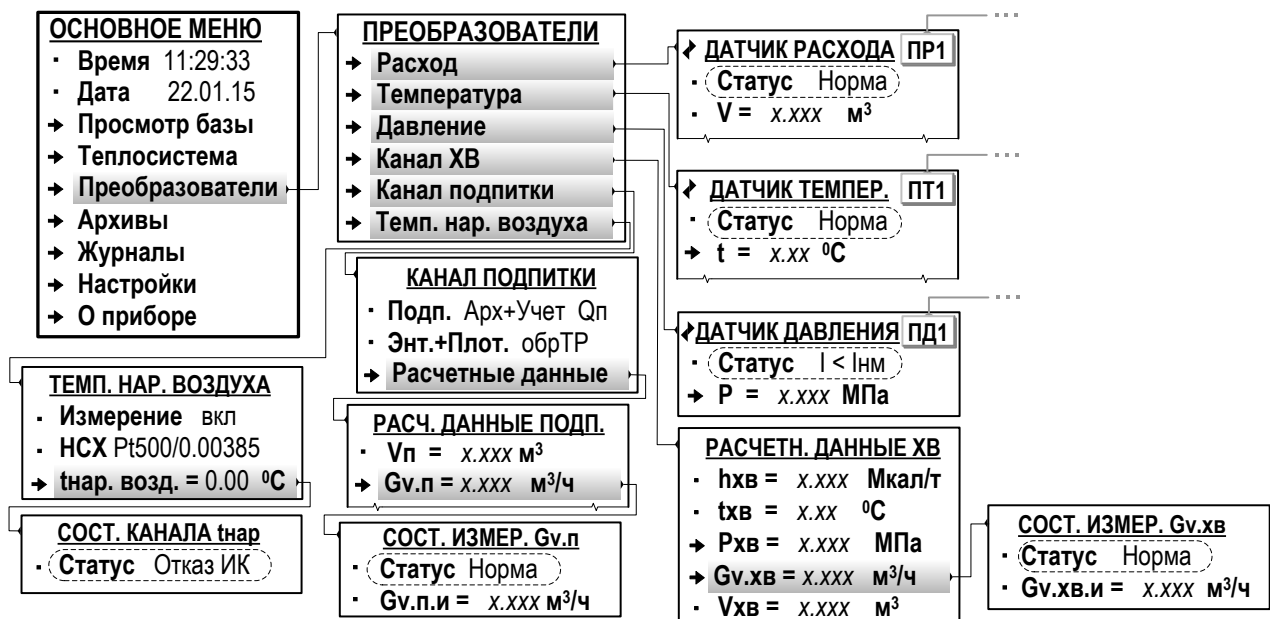 ОСНОВНОЕ МЕНЮ
Время 11:29:33
Дата 22.01.15
Просмотр базы
Теплосистема
Преобразователи
Архивы
Журналы
Настройки
О приборе
ПРЕОБРАЗОВАТЕЛИ
Расход
Температура
Давление
Канал ХВ
Канал подпитки
Темп. нар. воздуха
ДАТЧИК РАСХОДА ПР1
Статус Норма
V = x.xxx м³
ДАТЧИК ТЕМПЕР. ПТ1
Статус Норма
t = x.xx ⁰С
ДАТЧИК ДАВЛЕНИЯ ПД1
Статус I < Iнм
P = x.xxx МПа
КАНАЛ ПОДПИТКИ
Подп. Арх+Учет Qп
Энт.+Плот. обрТР
Расчетные данные
ТЕМП. НАР. ВОЗДУХА
Измерение вкл
НСХ Pt500/0.00385
tнар. возд. = 0.00 ⁰С
СОСТ. КАНАЛА tнар
Статус Отказ ИК
РАСЧ. ДАННЫЕ ПОДП.
Vп = x.xxx м³
Gv.п = x.xxx м³/ч
СОСТ. ИЗМЕР. Gv.п
Статус Норма
Gv.п.и = x.xxx м³/ч
РАСЧЕТН. ДАННЫЕ ХВ
hхв = x.xxx Мкал/т
tхв = x.xx ⁰С
Pхв = x.xxx МПа
Gv.хв = x.xxx м³/ч
Vхв = x.xxx м³
СОСТ. ИЗМЕР. Gv.хв
Статус Норма
Gv.хв.и = x.xxx м³/ч